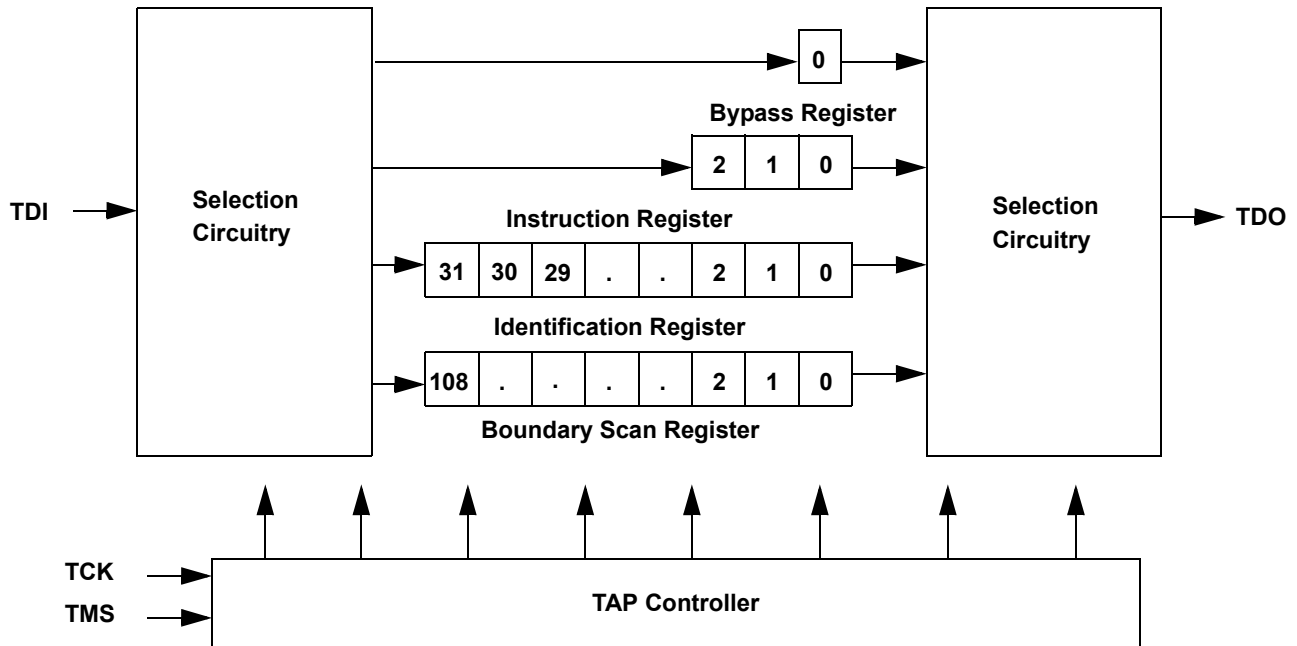 0
Bypass Register
2 1 0
Selection
Circuitry
Selection
Circuitry
TDI
TDO
Instruction Register
31 30 29 . . 2 1 0
Identification Register
108 . . . . 2 1 0
Boundary Scan Register
TCK
TMS
TAP Controller